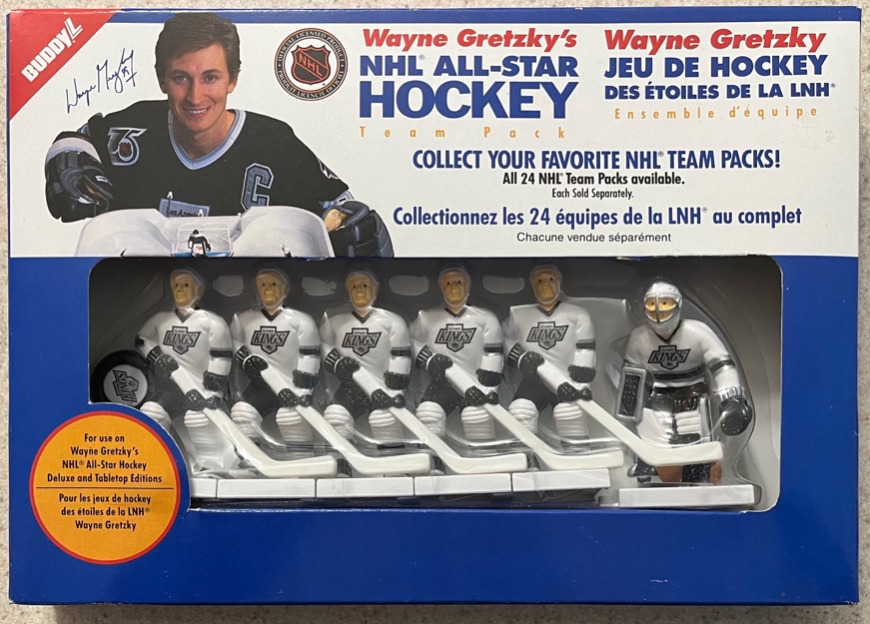 BUDDY L
Wayne Gretzky
Wayne Gretzky's
NHL® ALL-STAR
HOCKEY
Team Pack
Wayne Gretzky
JEU DE HOCKEY
DES ÉTOILES DE LA LNH®
Ensemble d'équipe
NHL
75
C
COLLECT YOUR FAVORITE NHL® TEAM PACKS!
All 24 NHL® Team Packs available.
Each Sold Separately.
Collectionnez les 24 équipes de la LNH® au complet
Chacune vendue séparément
KINGS
KINGS
KINGS
KINGS
KINGS
KINGS
KINGS
For use on
Wayne Gretzky's
NHL® All-Star Hockey
Deluxe and Tabletop Editions
Pour les jeux de hockey
des étoiles de la LNH®
Wayne Gretzky